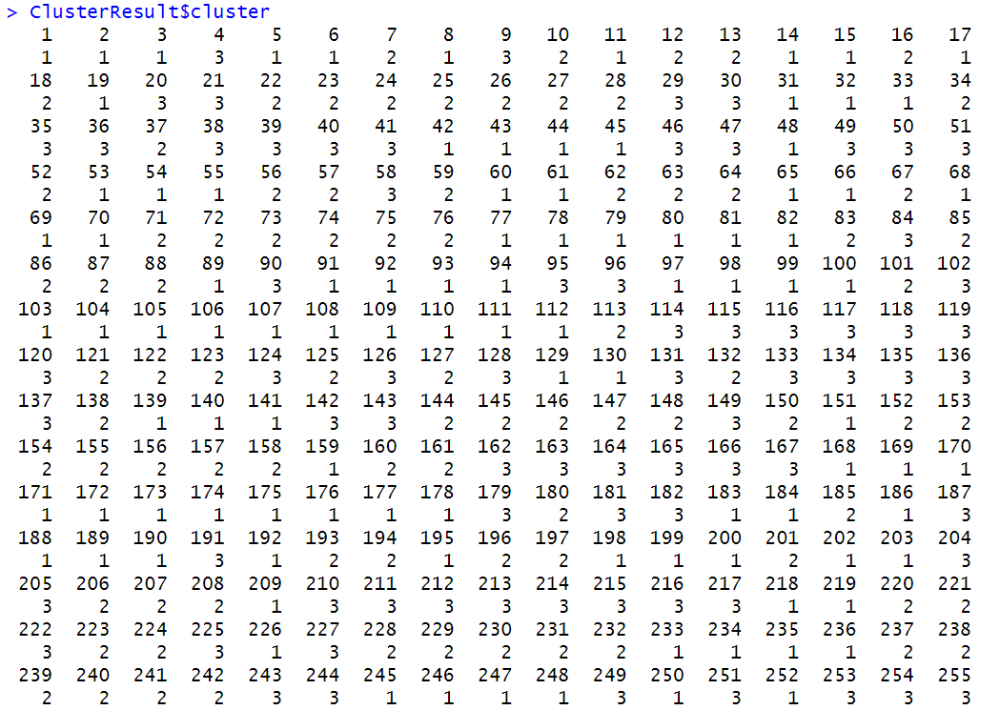 > ClusterResult$cluster
1 2 3 4 5 6 7 8 9 10 11 12 13 14 15 16 17
1 1 1 3 1 1 2 1 3 2 1 2 2 1 1 2 1
18 19 20 21 22 23 24 25 26 27 28 29 30 31 32 33 34
2 1 3 3 2 2 2 2 2 2 2 3 3 1 1 1 2
35 36 37 38 39 40 41 42 43 44 45 46 47 48 49 50 51
3 3 2 3 3 3 3 1 1 1 1 3 3 1 3 3 3
52 53 54 55 56 57 58 59 60 61 62 63 64 65 66 67 68
2 1 1 1 2 2 3 2 1 1 2 2 2 1 1 2 1
69 70 71 72 73 74 75 76 77 78 79 80 81 82 83 84 85
1 1 2 2 2 2 2 2 1 1 1 1 1 1 2 3 2
86 87 88 89 90 91 92 93 94 95 96 97 98 99 100 101 102
2 2 2 1 3 1 1 1 1 3 3 1 1 1 1 2 3
103 104 105 106 107 108 109 110 111 112 113 114 115 116 117 118 119
1 1 1 1 1 1 1 1 1 1 2 3 3 3 3 3 3
120 121 122 123 124 125 126 127 128 129 130 131 132 133 134 135 136
3 2 2 2 3 2 3 2 3 1 1 3 2 3 3 3 3
137 138 139 140 141 142 143 144 145 146 147 148 149 150 151 152 153
3 2 1 1 1 3 3 2 2 2 2 2 3 2 1 2 2
154 155 156 157 158 159 160 161 162 163 164 165 166 167 168 169 170
2 2 2 2 2 1 2 2 3 3 3 3 3 3 1 1 1
171 172 173 174 175 176 177 178 179 180 181 182 183 184 185 186 187
1 1 1 1 1 1 1 1 3 2 3 3 1 1 2 1 3
188 189 190 191 192 193 194 195 196 197 198 199 200 201 202 203 204
1 1 1 3 1 2 2 1 2 2 1 1 1 2 1 1 3
205 206 207 208 209 210 211 212 213 214 215 216 217 218 219 220 221
3 2 2 2 1 3 3 3 3 3 3 3 3 1 1 2 2
222 223 224 225 226 227 228 229 230 231 232 233 234 235 236 237 238
3 2 2 3 1 3 2 2 2 2 2 1 1 1 1 2 2
239 240 241 242 243 244 245 246 247 248 249 250 251 252 253 254 255
2 2 2 2 3 3 1 1 1 1 3 1 3 1 3 3 3